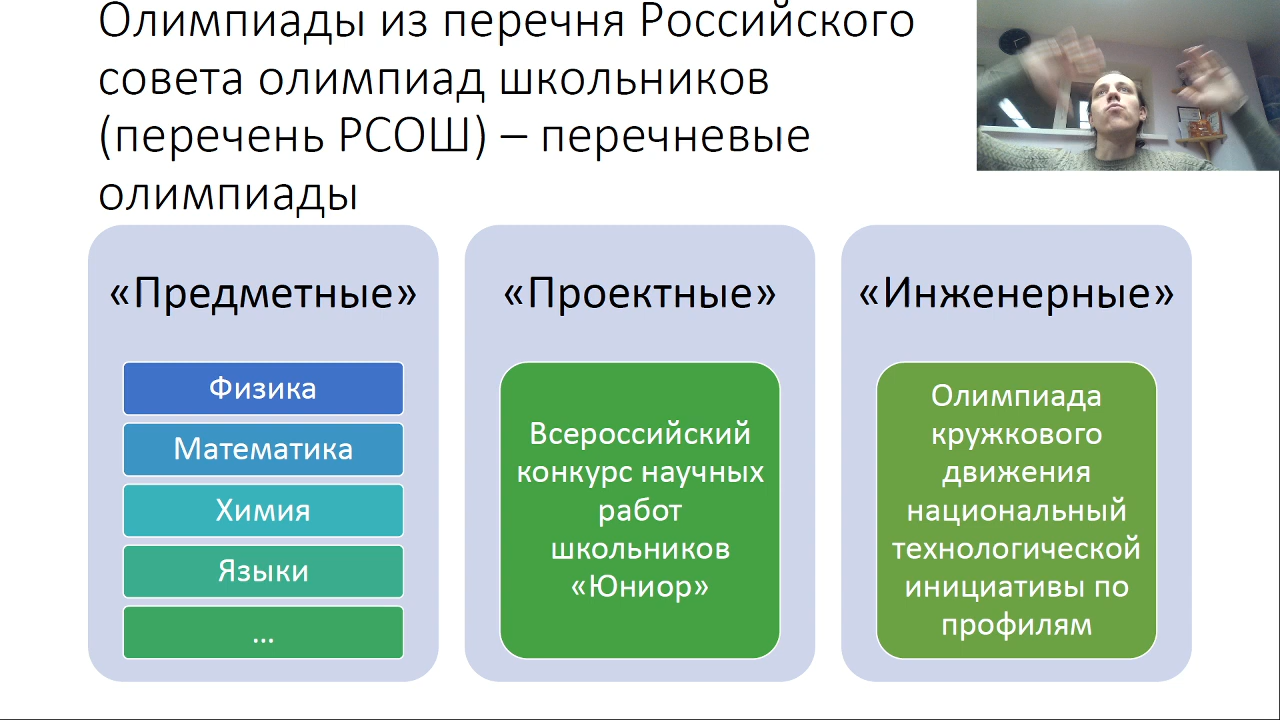 Олимпиады из перечня Российского
совета олимпиад школьников
(перечень РСОШ) – перечневые
олимпиады
«Предметные»
Физика
Математика
Химия
Языки
...
«Проектные»
Всероссийский
конкурс научных
работ
школьников
«Юниор»
«Инженерные»
Олимпиада
кружкового
движения
национальный
технологической
инициативы по
профилям